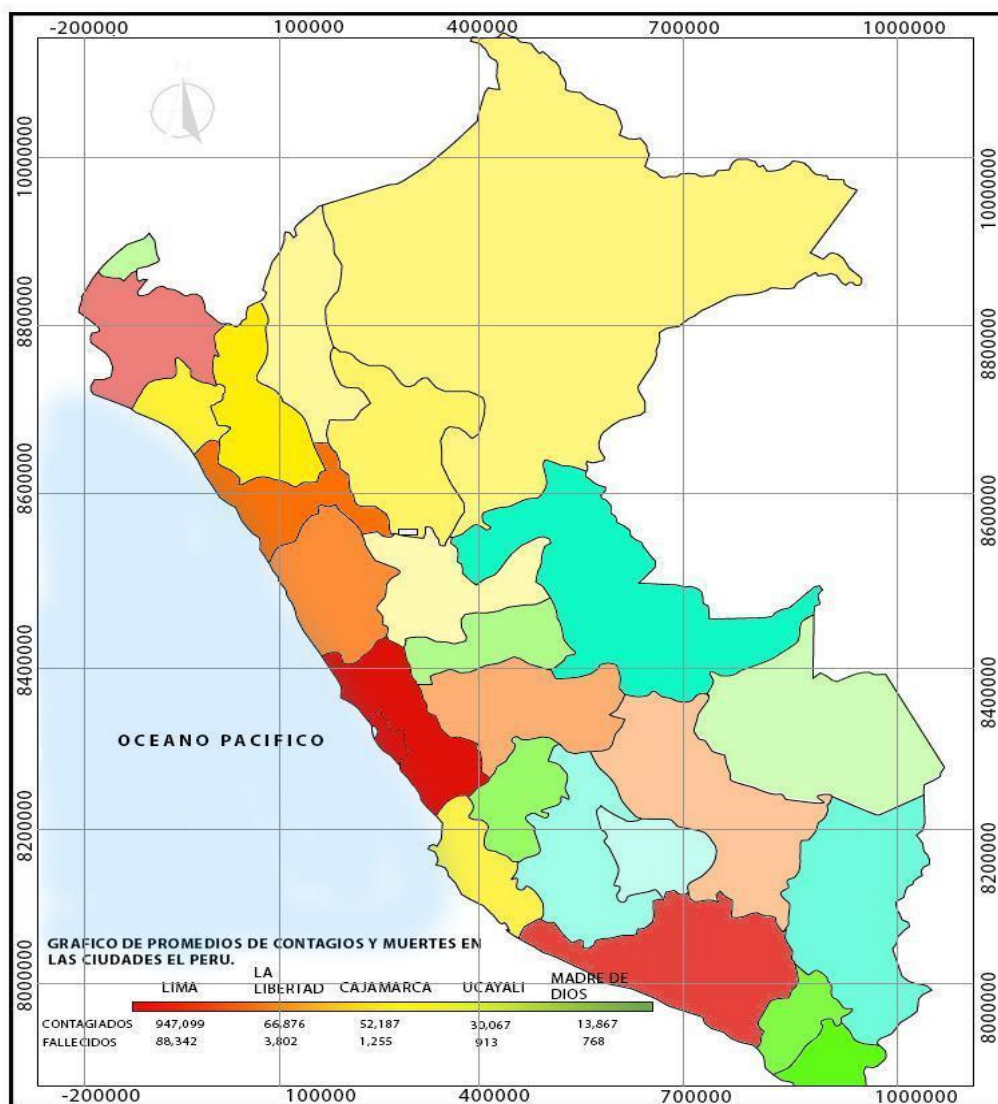 -200000 100000 400000 700000 1000000
N
10000000 10000000
8800000 8800000
8600000 8600000
8400000 8400000
OCEANO PACIFICO
8200000 8200000
GRAFICO DE PROMEDIOS DE CONTAGIOS Y MUERTES EN
LAS CIUDADES EL PERU.
8000000 8000000
LIMA LA LIBERTAD CAJAMARCA UCAYALI MADRE DE DIOS
CONTAGIADOS 947,099 66,876 52,187 30,067 13,867
FALLECIDOS 88,342 3,802 1,255 913 768
-200000 100000 400000 700000 1000000